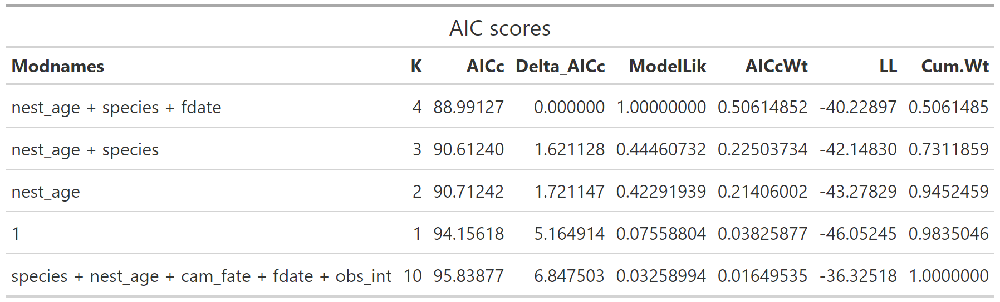 AIC scores
Modnames K AICc Delta_AICc ModelLik AICcWt LL Cum.Wt
nest_age + species + fdate 4 88.99127 0.000000 1.00000000 0.50614852 -40.22897 0.5061485
nest_age + species 3 90.61240 1.621128 0.44460732 0.22503734 -42.14830 0.7311859
nest_age 2 90.71242 1.721147 0.42291939 0.21406002 -43.27829 0.9452459
1 1 94.15618 5.164914 0.07558804 0.03825877 -46.05245 0.9835046
species + nest_age + cam_fate + fdate + obs_int 10 95.83877 6.847503 0.03258994 0.01649535 -36.32518 1.0000000